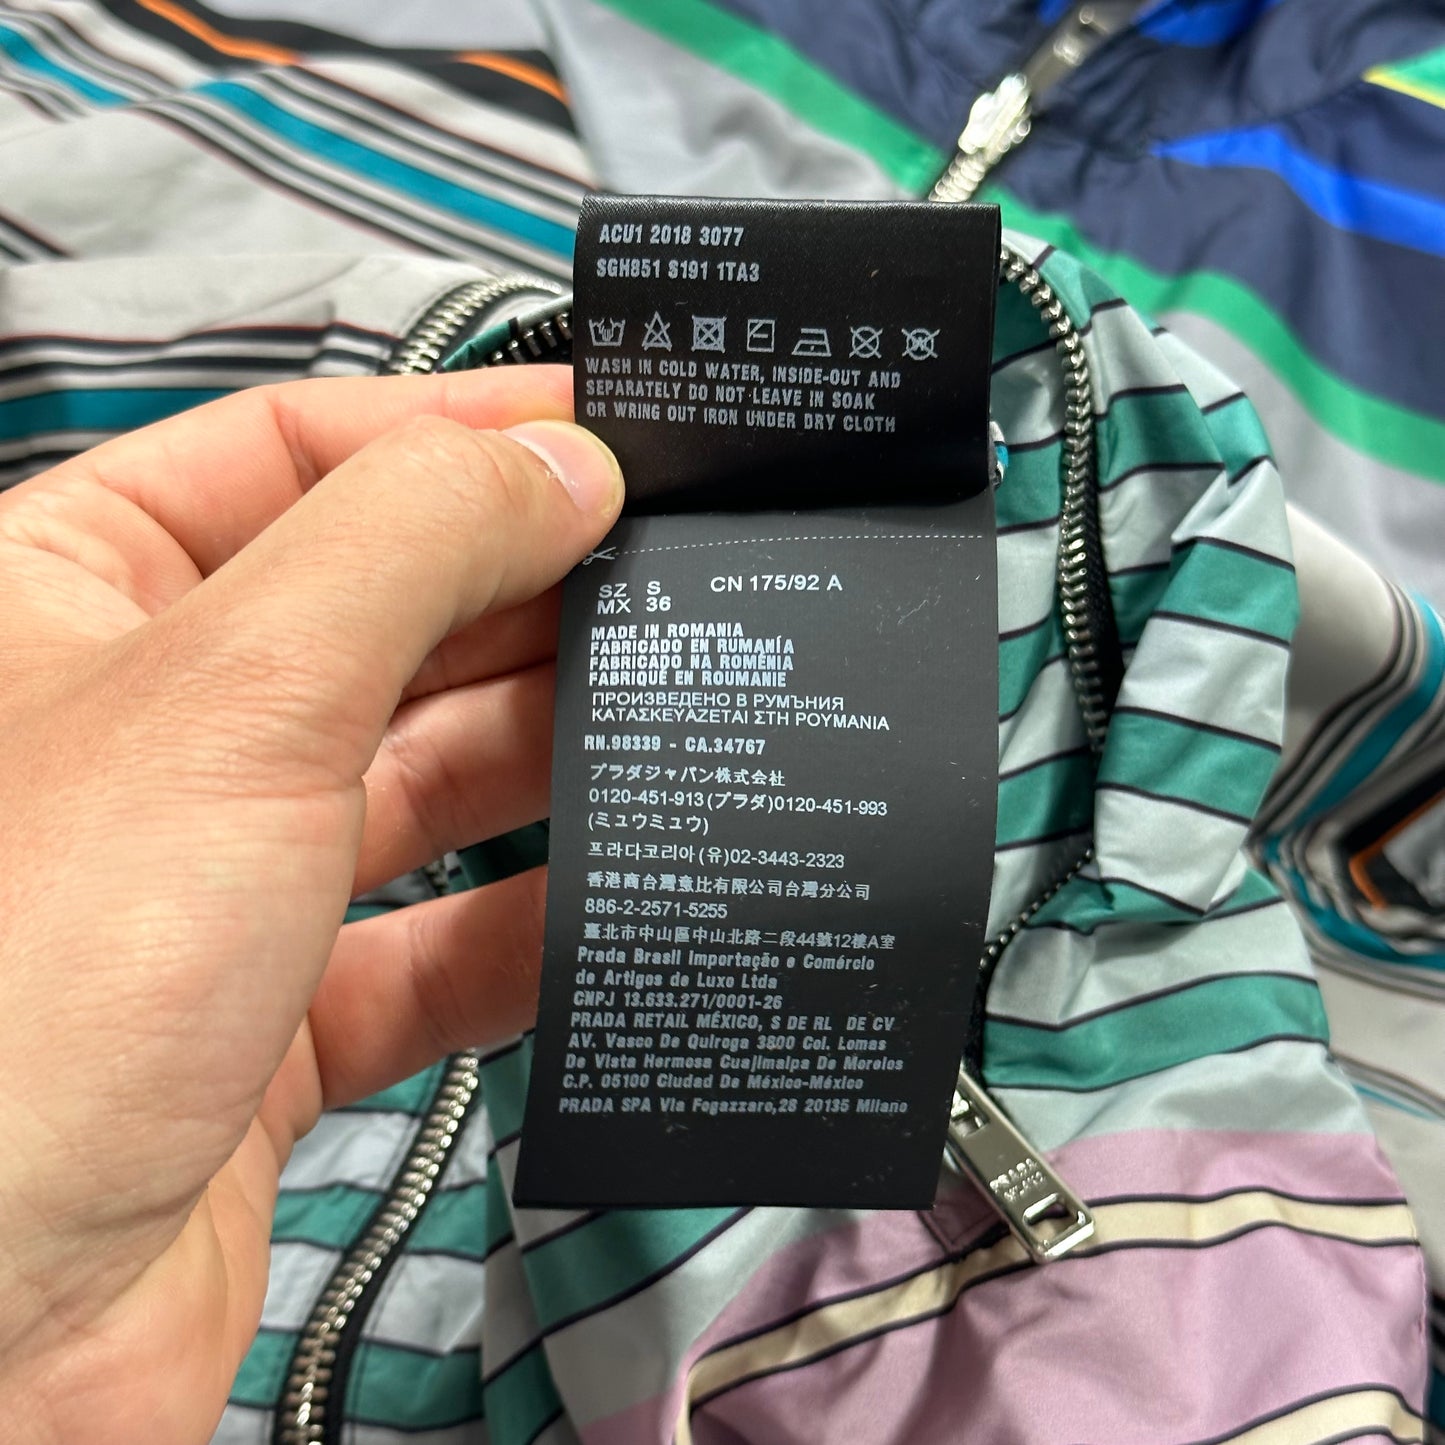 ACU1 2018 3077
SGH851 S191 1TA3
WASH IN COLD WATER, INSIDE-OUT AND
SEPARATELY DO NOT LEAVE IN SOAK
OR WRING OUT IRON UNDER DRY CLOTH
SZ S CN 175/92 A
MX 36
MADE IN ROMANIA
FABRICADO EN RUMANÍA
FABRICADO NA ROMÊNIA
FABRIQUÉ EN ROUMANIE
ПРОИЗВЕДЕНО В РУМЪНИЯ
ΚΑΤΑΣΚΕΥΑΖΕΤΑΙ ΣΤΗ ΡΟΥΜΑΝΙΑ
RN.98339 - CA.34767
プラダジャパン株式会社
0120-451-913(プラダ)0120-451-993
(ミュウミュウ)
프라다코리아(유)02-3443-2323
香港商台灣意比有限公司台灣分公司
886-2-2571-5255
臺北市中山區中山北路二段44號12樓A室
Prada Brasil Importação e Comércio
de Artigos de Luxo Ltda
CNPJ 13.633.271/0001-26
PRADA RETAIL MÉXICO, S DE RL DE CV
AV. Vasco De Quiroga 3800 Col. Lomas
De Vista Hermosa Cuajimalpa De Morelos
C.P. 05100 Ciudad De México-México
PRADA SPA Via Fogazzaro,28 20135 Milano
PRADA